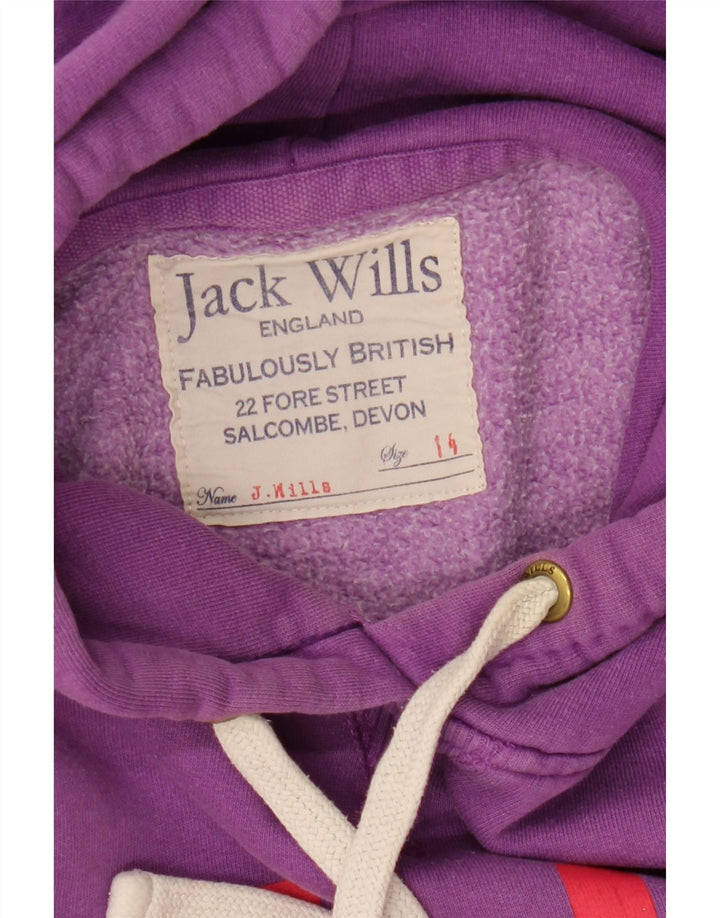 Jack Wills
ENGLAND
FABULOUSLY BRITISH
22 FORE STREET
SALCOMBE, DEVON
Size 14
Name J.Wills